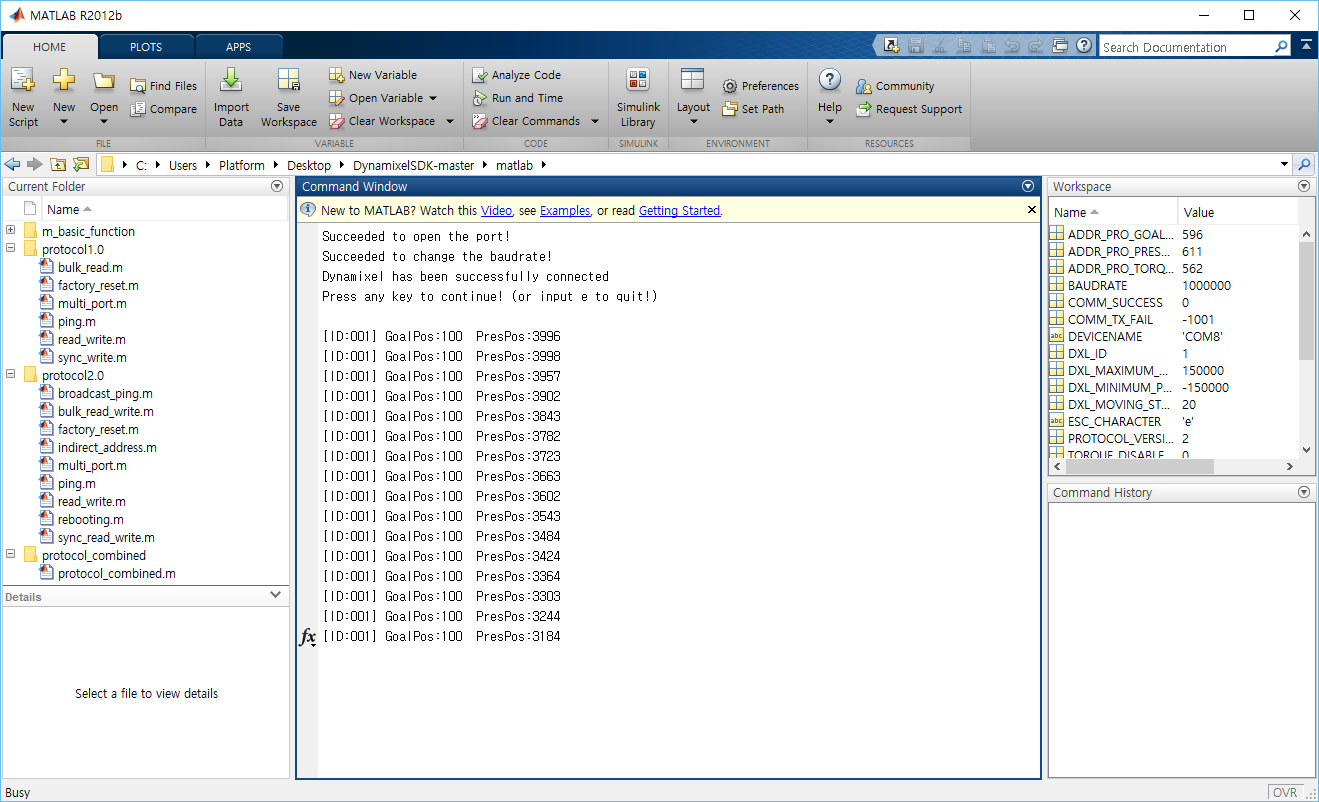 MATLAB R2012b
HOME PLOTS APPS
Search Documentation
New Script
New
Open
Find Files
Compare
FILE
Import Data
Save Workspace
New Variable
Open Variable
Clear Workspace
VARIABLE
Analyze Code
Run and Time
Clear Commands
CODE
Simulink Library
SIMULINK
Layout
Preferences
Set Path
ENVIRONMENT
Help
Community
Request Support
RESOURCES
C: Users Platform Desktop DynamixelSDK-master matlab
Current Folder
Name
m_basic_function
protocol1.0
bulk_read.m
factory_reset.m
multi_port.m
ping.m
read_write.m
sync_write.m
protocol2.0
broadcast_ping.m
bulk_read_write.m
factory_reset.m
indirect_address.m
multi_port.m
ping.m
read_write.m
rebooting.m
sync_read_write.m
protocol_combined
protocol_combined.m
Details
Select a file to view details
Command Window
New to MATLAB? Watch this Video, see Examples, or read Getting Started.
Succeeded to open the port!
Succeeded to change the baudrate!
Dynamixel has been successfully connected
Press any key to continue! (or input e to quit!)
[ID:001] GoalPos:100 PresPos:3996
[ID:001] GoalPos:100 PresPos:3998
[ID:001] GoalPos:100 PresPos:3957
[ID:001] GoalPos:100 PresPos:3902
[ID:001] GoalPos:100 PresPos:3843
[ID:001] GoalPos:100 PresPos:3782
[ID:001] GoalPos:100 PresPos:3723
[ID:001] GoalPos:100 PresPos:3663
[ID:001] GoalPos:100 PresPos:3602
[ID:001] GoalPos:100 PresPos:3543
[ID:001] GoalPos:100 PresPos:3484
[ID:001] GoalPos:100 PresPos:3424
[ID:001] GoalPos:100 PresPos:3364
[ID:001] GoalPos:100 PresPos:3303
[ID:001] GoalPos:100 PresPos:3244
fx [ID:001] GoalPos:100 PresPos:3184
Workspace
Name Value
ADDR_PRO_GOAL... 596
ADDR_PRO_PRES... 611
ADDR_PRO_TORQ... 562
BAUDRATE 1000000
COMM_SUCCESS 0
COMM_TX_FAIL -1001
abc DEVICENAME 'COM8'
DXL_ID 1
DXL_MAXIMUM_... 150000
DXL_MINIMUM_P... -150000
DXL_MOVING_ST... 20
abc ESC_CHARACTER 'e'
PROTOCOL_VERSI... 2
TORQUE_DISABLE 0
Command History
Busy
OVR